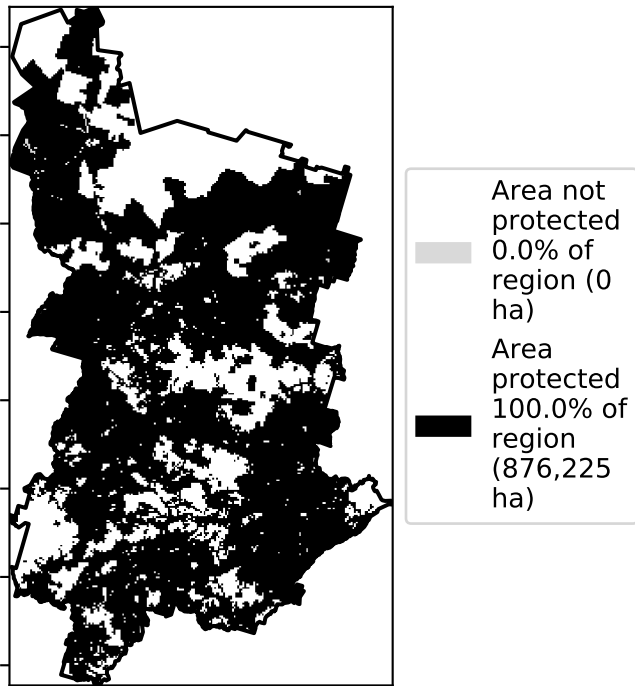 Area not
protected
0.0% of
region (0
ha)
Area
protected
100.0% of
region
(876,225
ha)